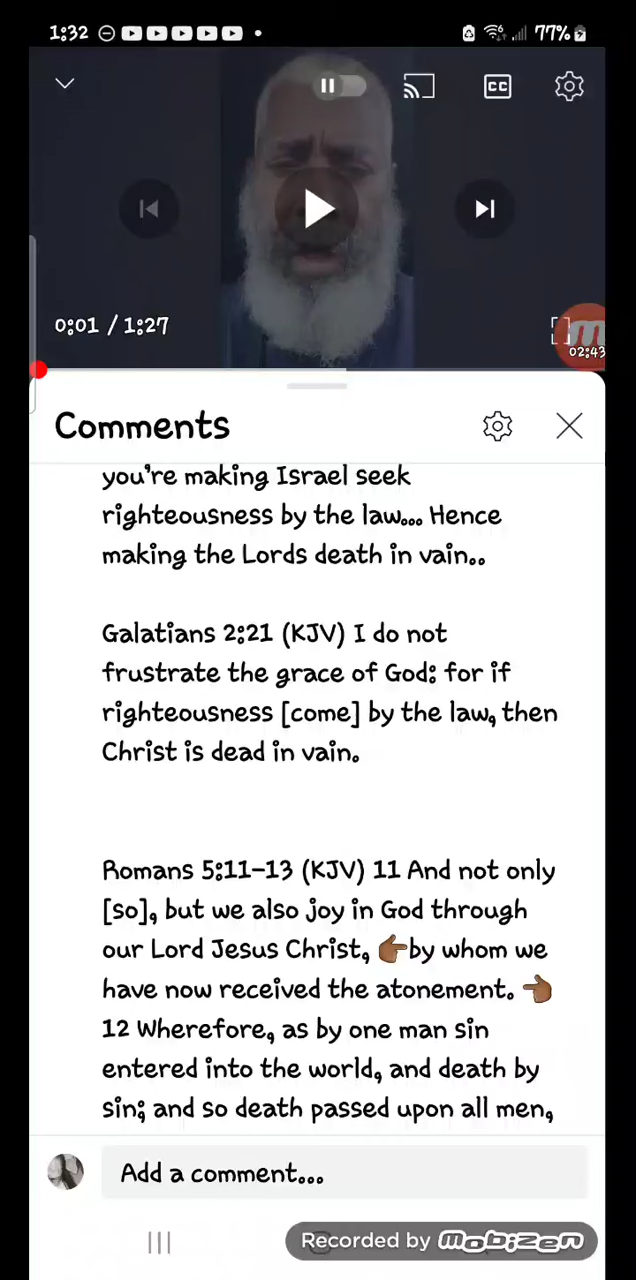 1:32 77%
CC
0:01 / 1:27
02:43
Comments
you're making Israel seek
righteousness by the law... Hence
making the Lords death in vain..
Galatians 2:21 (KJV) I do not
frustrate the grace of God: for if
righteousness [come] by the law, then
Christ is dead in vain.
Romans 5:11-13 (KJV) 11 And not only
[so], but we also joy in God through
our Lord Jesus Christ, 👉🏾by whom we
have now received the atonement. 👈🏾
12 Wherefore, as by one man sin
entered into the world, and death by
sin; and so death passed upon all men,
Add a comment...
Recorded by mobizen